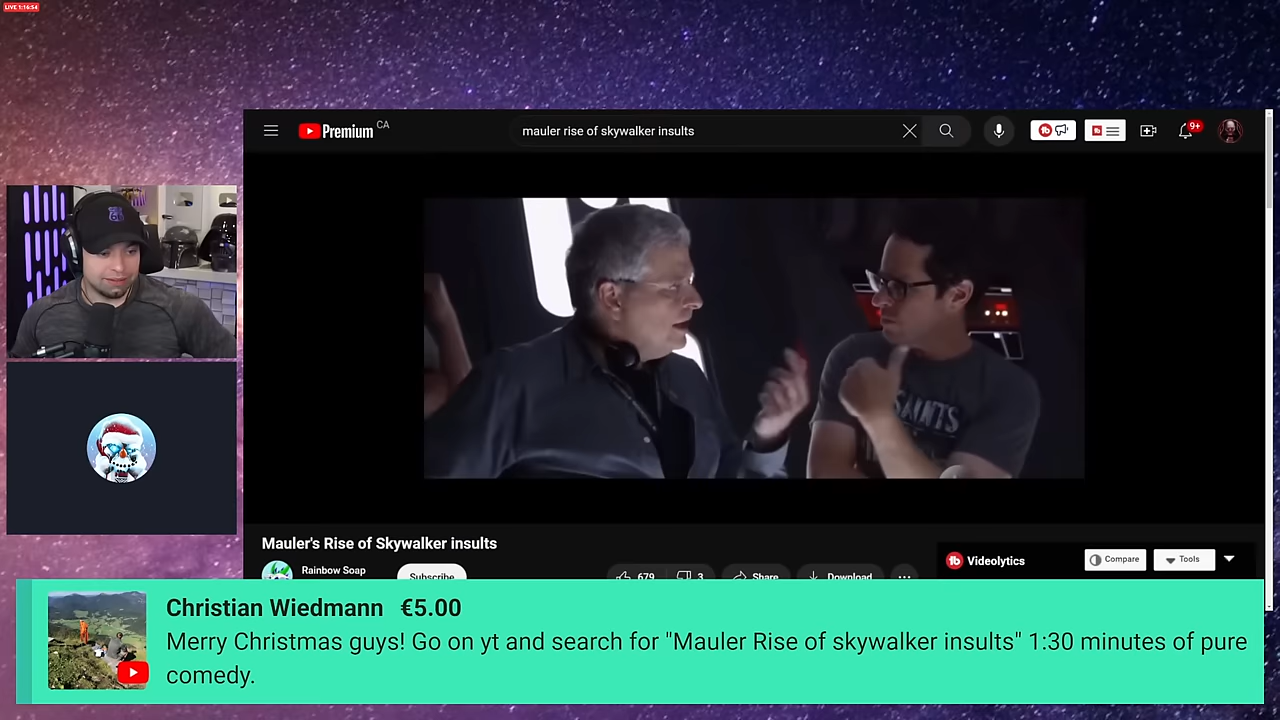 LIVE 1:16:54
Premium CA
mauler rise of skywalker insults
9+
SAINTS
Mauler's Rise of Skywalker insults
Rainbow Soap
Subscribe
679
3
Share
Download
Videolytics
Compare
Tools
Christian Wiedmann €5.00
Merry Christmas guys! Go on yt and search for "Mauler Rise of skywalker insults" 1:30 minutes of pure
comedy.